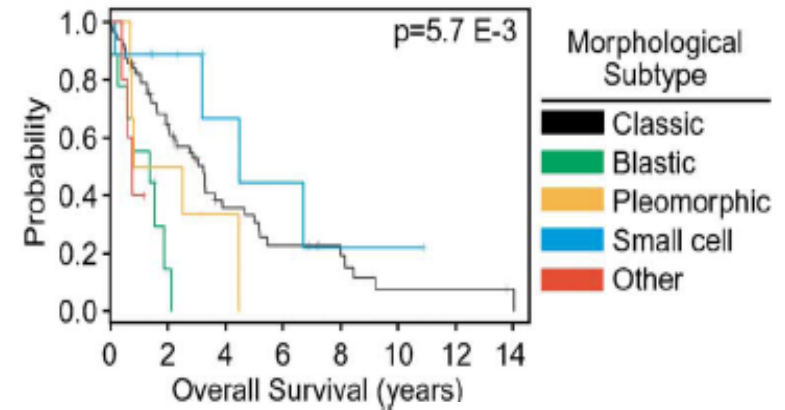 p=5.7 E-3
Probability
1.0
0.8
0.6
0.4
0.2
0.0
0 2 4 6 8 10 12 14
Overall Survival (years)
Morphological
Subtype
Classic
Blastic
Pleomorphic
Small cell
Other